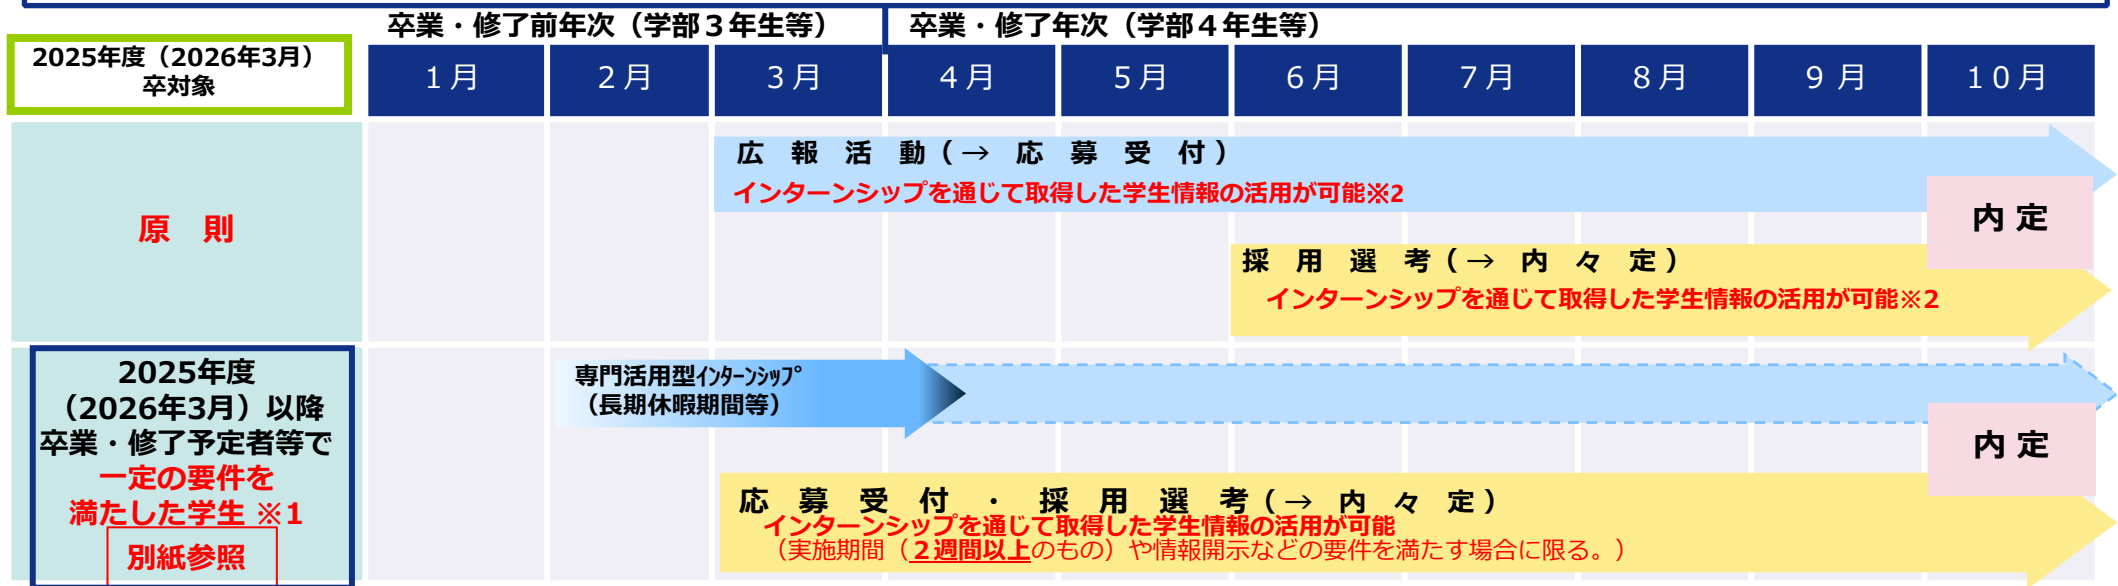 卒業・修了前年次（学部３年生等）
卒業・修了年次（学部４年生等）
2025年度（2026年3月）
卒対象
１月
２月
３月
４月
５月
６月
７月
８月
９月
１０月
原　則
広　報　活　動（→　応　募　受　付）
インターンシップを通じて取得した学生情報の活用が可能※2
採　用　選　考（→　内　々　定）
インターンシップを通じて取得した学生情報の活用が可能※2
内 定
2025年度
（2026年3月）以降
卒業・修了予定者等で
一定の要件を
満たした学生 ※1
別紙参照
専門活用型ｲﾝﾀｰﾝｼｯﾌﾟ
（長期休暇期間等）
応　募　受　付　・　採　用　選　考（→　内　々　定）
インターンシップを通じて取得した学生情報の活用が可能
（実施期間（２週間以上のもの）や情報開示などの要件を満たす場合に限る。）
内 定